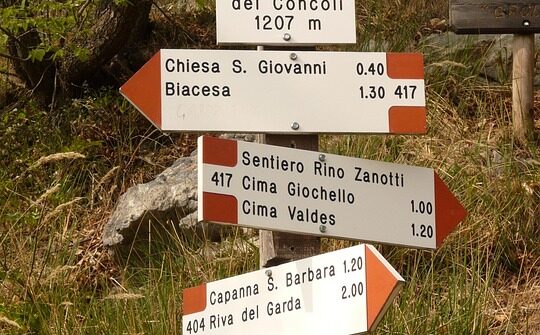 dei Concoli
1207 m
Chiesa S. Giovanni 0.40
Biacesa 1.30 417
Sentiero Rino Zanotti
417 Cima Giochello 1.00
Cima Valdes 1.20
Capanna S. Barbara 1.20
404 Riva del Garda 2.00